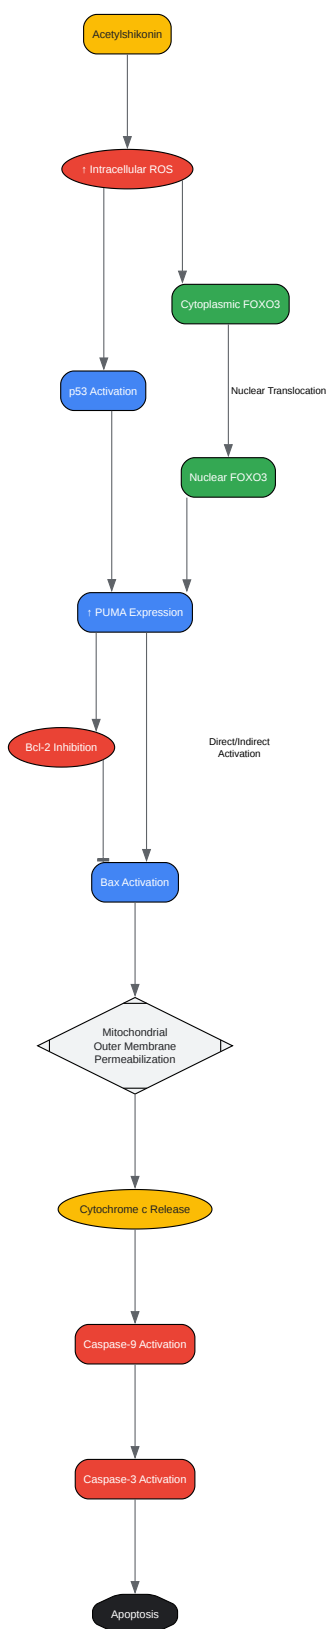 Acetylshikonin
↑ Intracellular ROS
Cytoplasmic FOXO3
p53 Activation
Nuclear Translocation
Nuclear FOXO3
↑ PUMA Expression
Bcl-2 Inhibition
Direct/Indirect
Activation
Bax Activation
Mitochondrial
Outer Membrane
Permeabilization
Cytochrome c Release
Caspase-9 Activation
Caspase-3 Activation
Apoptosis